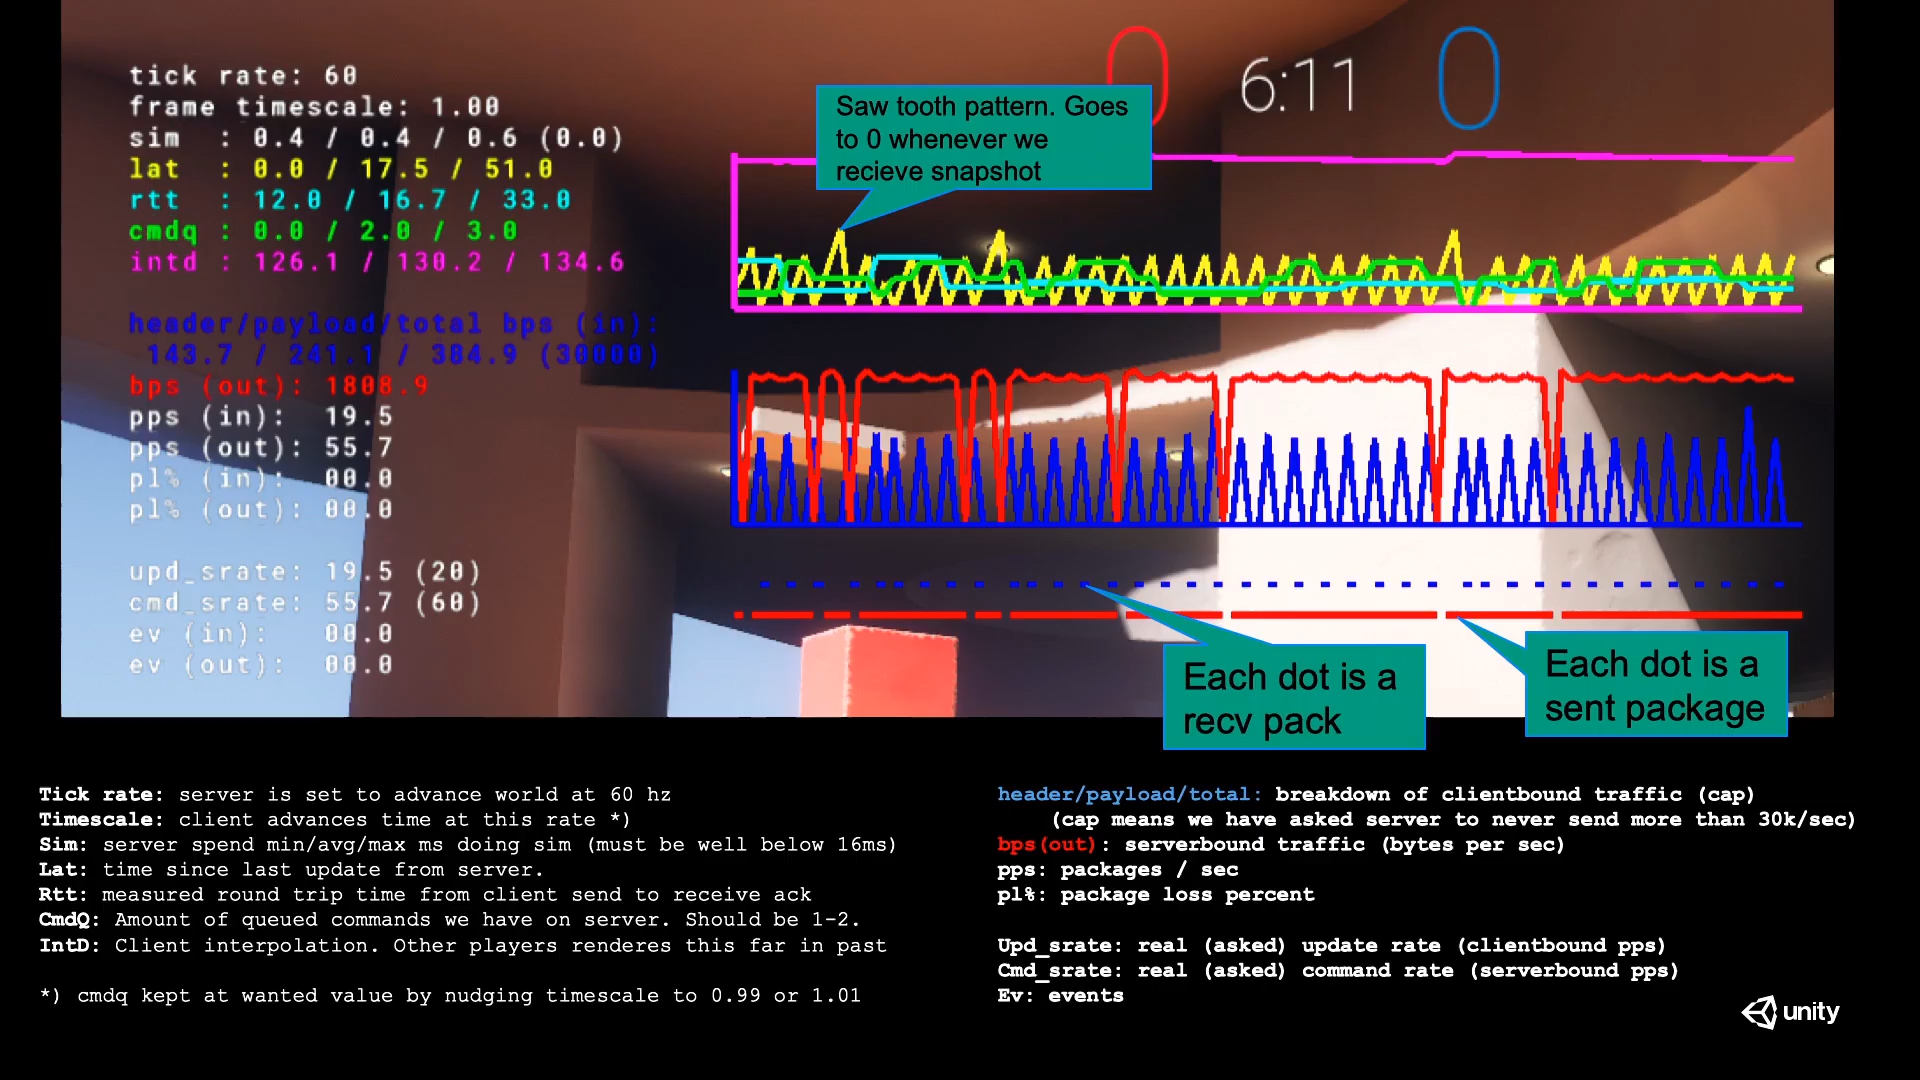 tick rate: 60
frame timescale: 1.00
sim : 0.4 / 0.4 / 0.6 (0.0)
lat : 0.0 / 17.5 / 51.0
rtt : 12.0 / 16.7 / 33.0
cmdq : 0.0 / 2.0 / 3.0
intd : 126.1 / 130.2 / 134.6
header/payload/total bps (in):
143.7 / 241.1 / 384.9 (30000)
bps (out): 1808.9
pps (in): 19.5
pps (out): 55.7
pl% (in): 00.0
pl% (out): 00.0
upd_srate: 19.5 (20)
cmd_srate: 55.7 (60)
ev (in): 00.0
ev (out): 00.0
0 6:11 0
Saw tooth pattern. Goes
to 0 whenever we
recieve snapshot
Each dot is a
recv pack
Each dot is a
sent package
Tick rate: server is set to advance world at 60 hz
Timescale: client advances time at this rate *)
Sim: server spend min/avg/max ms doing sim (must be well below 16ms)
Lat: time since last update from server.
Rtt: measured round trip time from client send to receive ack
CmdQ: Amount of queued commands we have on server. Should be 1-2.
IntD: Client interpolation. Other players renderes this far in past
*) cmdq kept at wanted value by nudging timescale to 0.99 or 1.01
header/payload/total: breakdown of clientbound traffic (cap)
(cap means we have asked server to never send more than 30k/sec)
bps(out): serverbound traffic (bytes per sec)
pps: packages / sec
pl%: package loss percent
Upd_srate: real (asked) update rate (clientbound pps)
Cmd_srate: real (asked) command rate (serverbound pps)
Ev: events
unity